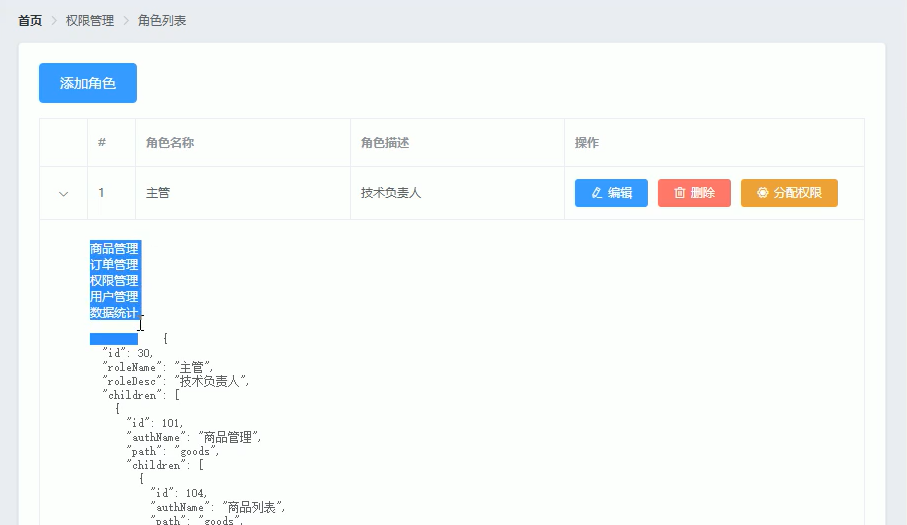 首页 > 权限管理 > 角色列表
添加角色
# 角色名称 角色描述 操作
1 主管 技术负责人 编辑 删除 分配权限
商品管理
订单管理
权限管理
用户管理
数据统计
{
"id": 30,
"roleName": "主管",
"roleDesc": "技术负责人",
"children": [
{
"id": 101,
"authName": "商品管理",
"path": "goods",
"children": [
{
"id": 104,
"authName": "商品列表",
"path": "goods",